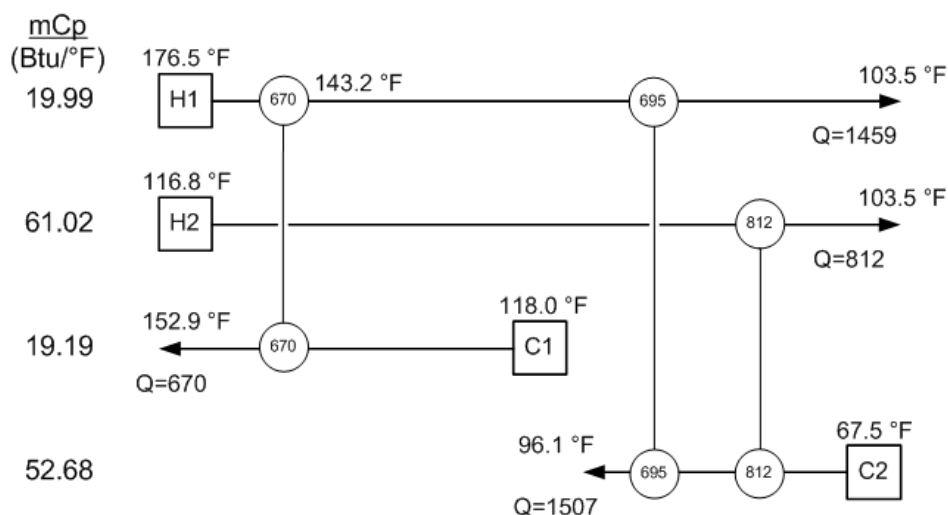 mCp
(Btu/°F)
176.5 °F
19.99
H1
670
143.2 °F
695
103.5 °F
Q=1459
116.8 °F
61.02
H2
812
103.5 °F
Q=812
152.9 °F
118.0 °F
19.19
670
C1
Q=670
96.1 °F
67.5 °F
52.68
695
812
C2
Q=1507